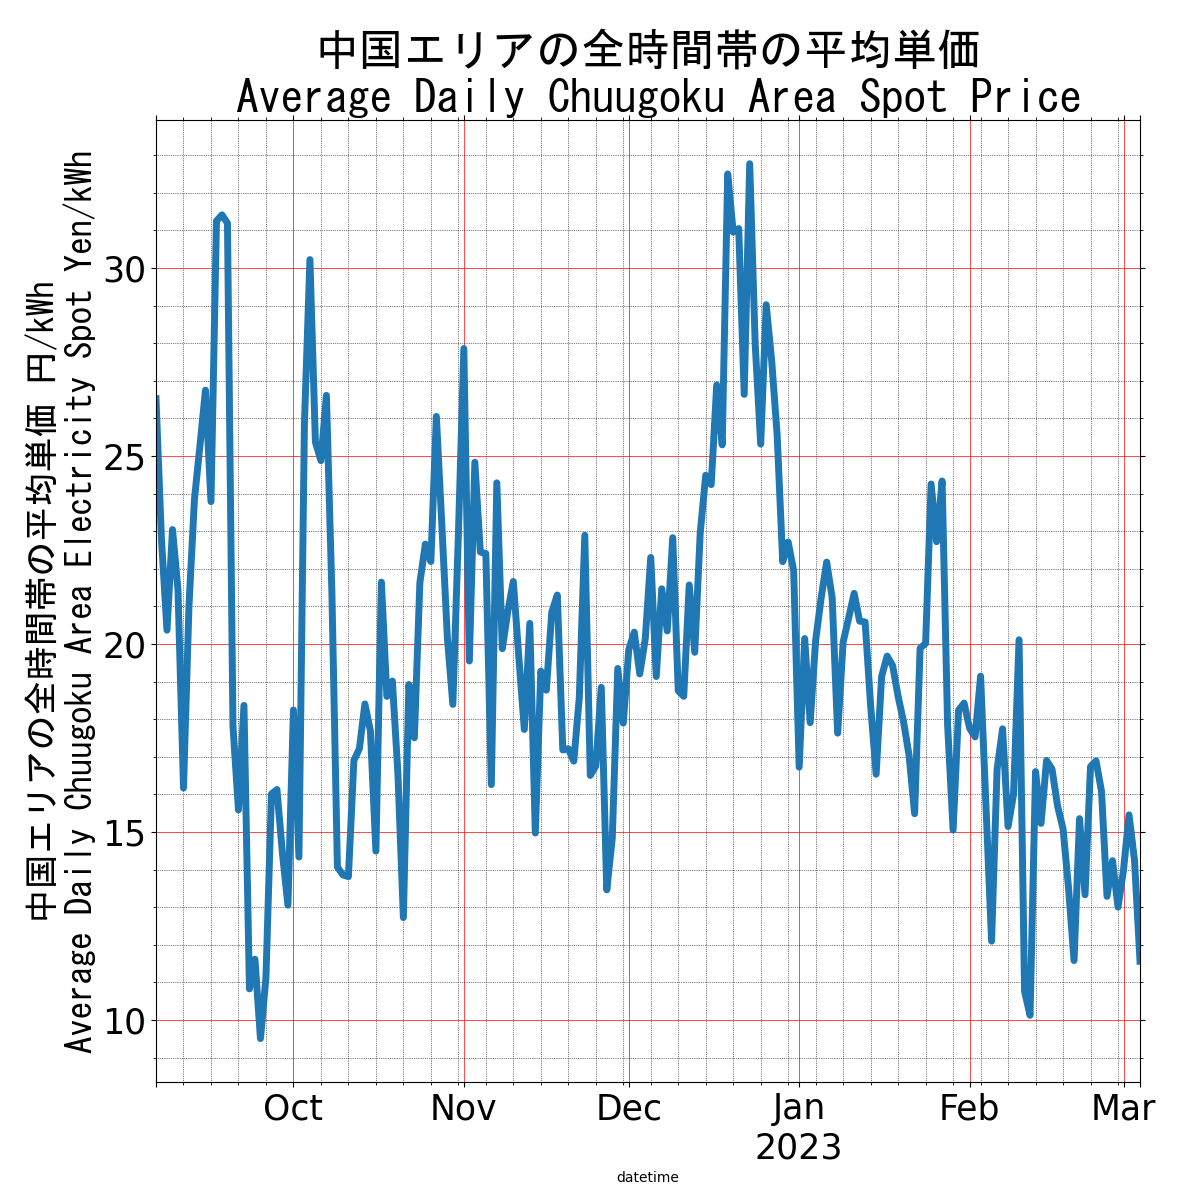 中国エリアの全時間帯の平均単価
Average Daily Chuugoku Area Spot Price
中国エリアの全時間帯の平均単価 円/kWh
Average Daily Chuugoku Area Electricity Spot Yen/kWh
30
25
20
15
10
Oct Nov Dec Jan Feb Mar
2023
datetime